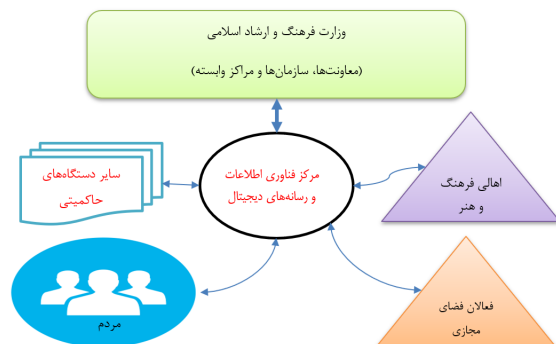 وزارت فرهنگ و ارشاد اسلامی
(معاونت‌ها، سازمان‌ها و مراکز وابسته)
مرکز فناوری اطلاعات
و رسانه‌های دیجیتال
سایر دستگاه‌های
حاکمیتی
اهالی فرهنگ
و هنر
مردم
فعالان فضای
مجازی